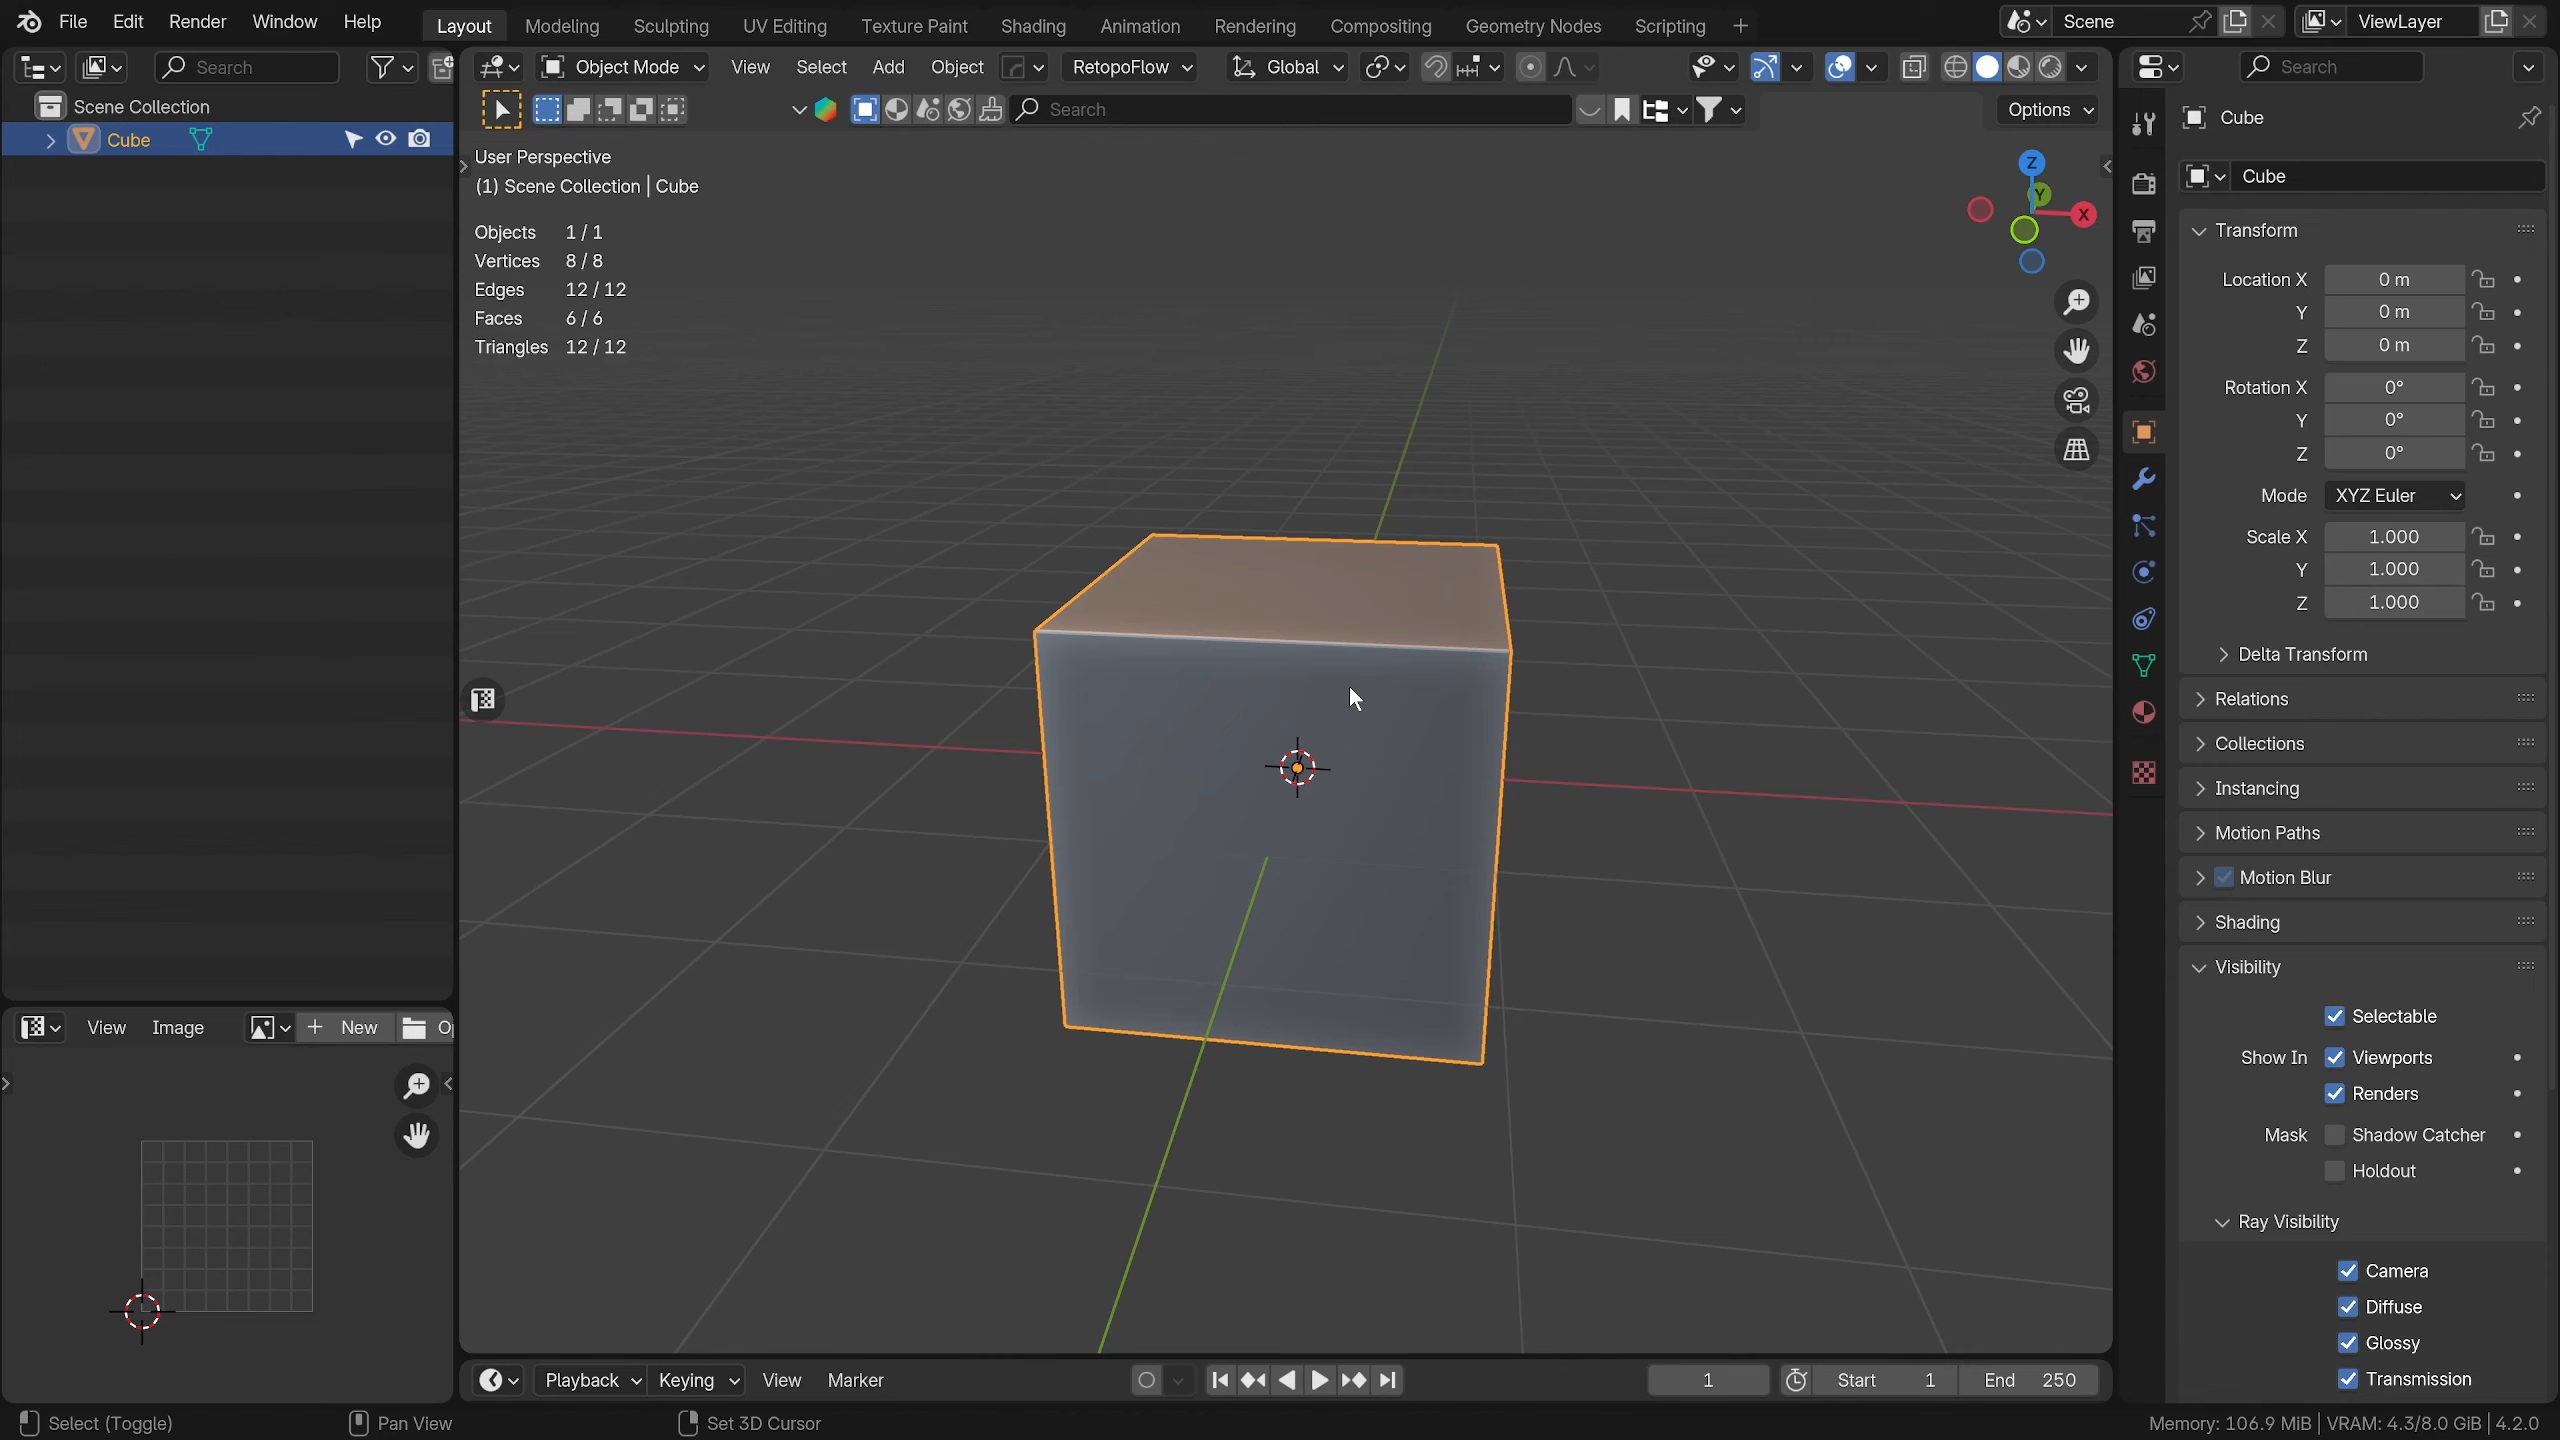 File Edit Render Window Help Layout Modeling Sculpting UV Editing Texture Paint Shading Animation Rendering Compositing Geometry Nodes Scripting + Scene ViewLayer
Search
Object Mode View Select Add Object RetopoFlow Global
Search
Scene Collection
Cube
Search Options
User Perspective
(1) Scene Collection | Cube
Objects 1 / 1
Vertices 8 / 8
Edges 12 / 12
Faces 6 / 6
Triangles 12 / 12
Z
Y
X
Cube
Cube
Transform
Location X 0 m
Y 0 m
Z 0 m
Rotation X 0°
Y 0°
Z 0°
Mode XYZ Euler
Scale X 1.000
Y 1.000
Z 1.000
Delta Transform
Relations
Collections
Instancing
Motion Paths
Motion Blur
Shading
Visibility
Selectable
Show In Viewports
Renders
Mask Shadow Catcher
Holdout
Ray Visibility
Camera
Diffuse
Glossy
Transmission
View Image + New Op
Playback Keying View Marker 1 Start 1 End 250
Select (Toggle) Pan View Set 3D Cursor Memory: 106.9 MiB | VRAM: 4.3/8.0 GiB | 4.2.0